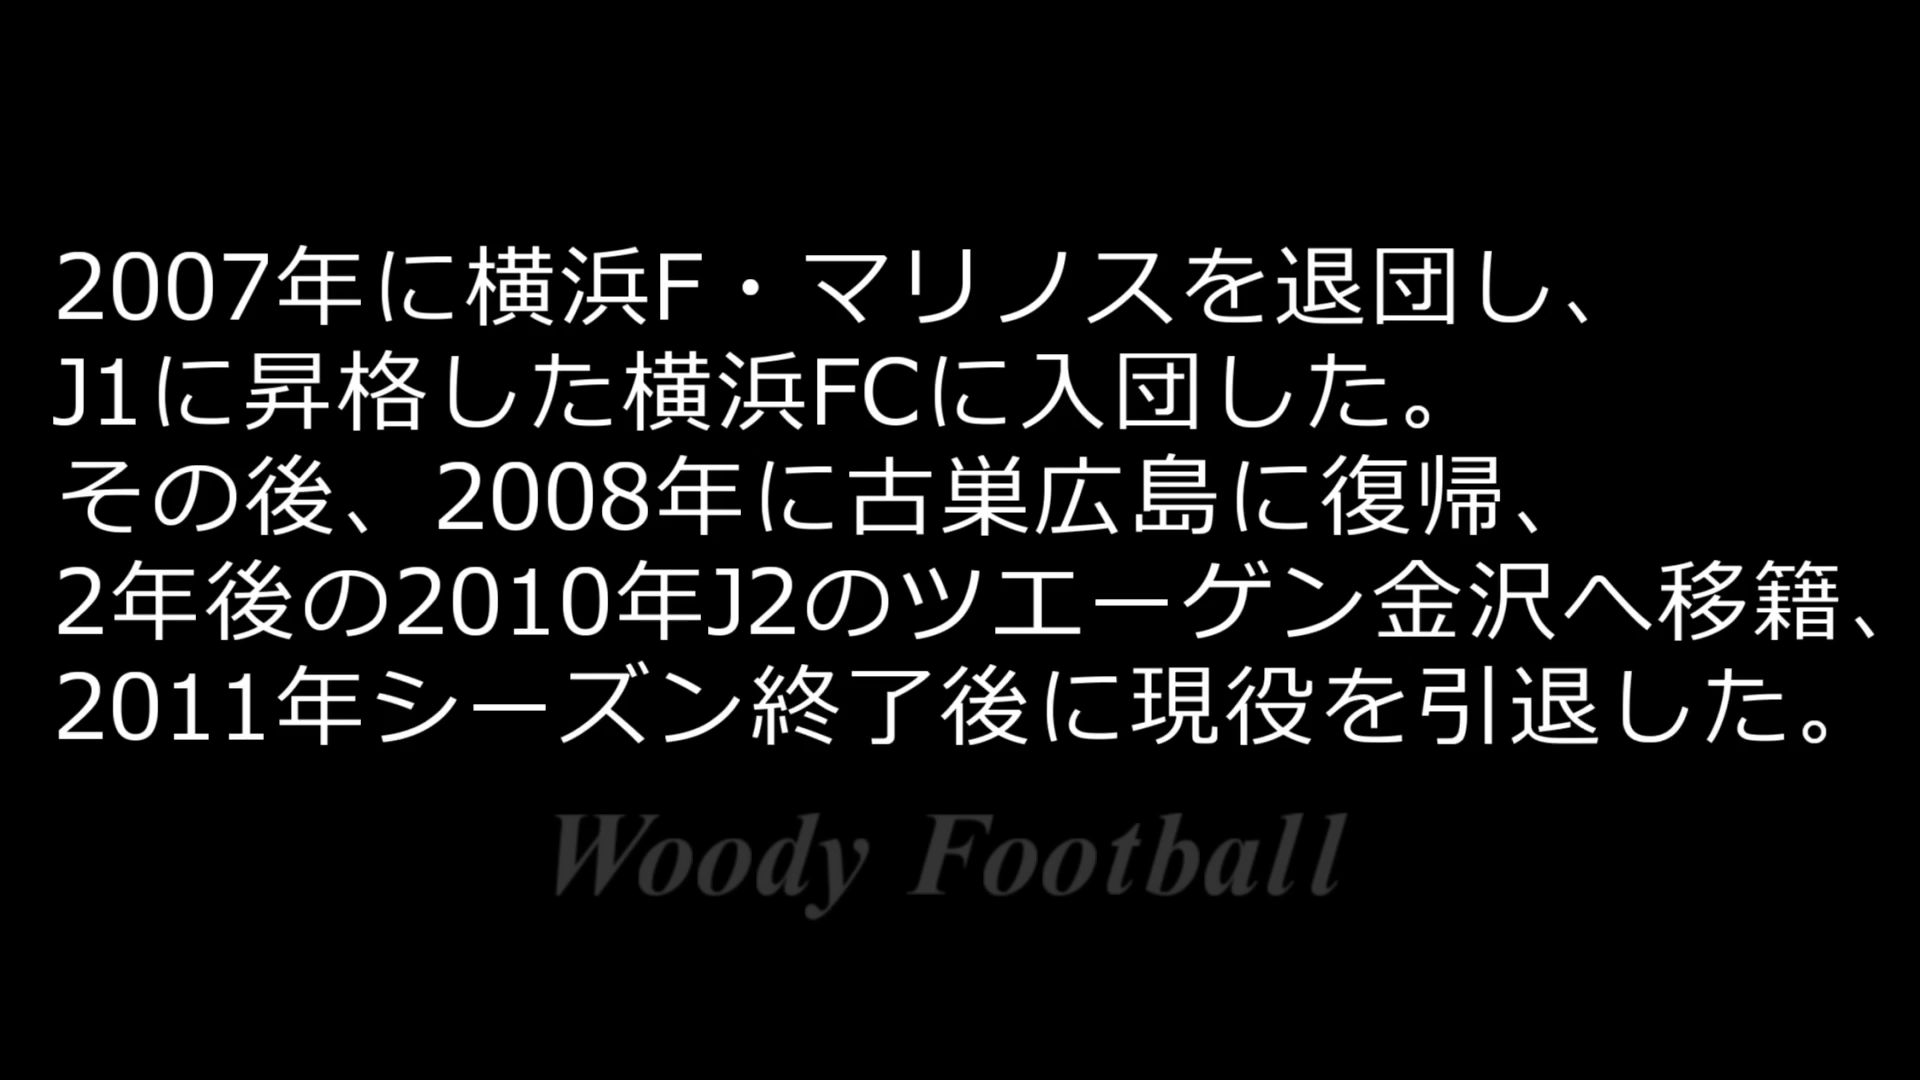 2007年に横浜F・マリノスを退団し、
J1に昇格した横浜FCに入団した。
その後、2008年に古巣広島に復帰、
2年後の2010年J2のツエーゲン金沢へ移籍、
2011年シーズン終了後に現役を引退した。
Woody Football